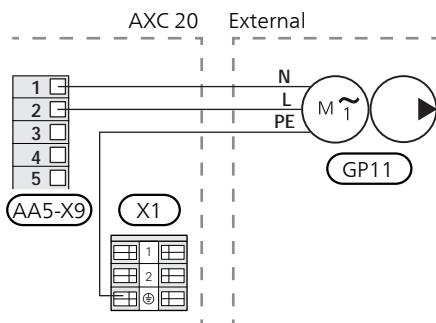 AXC 20 External
1 N
2 L
3 PE
4
5
M ~ 1
GP11
AA5-X9 X1
1
2